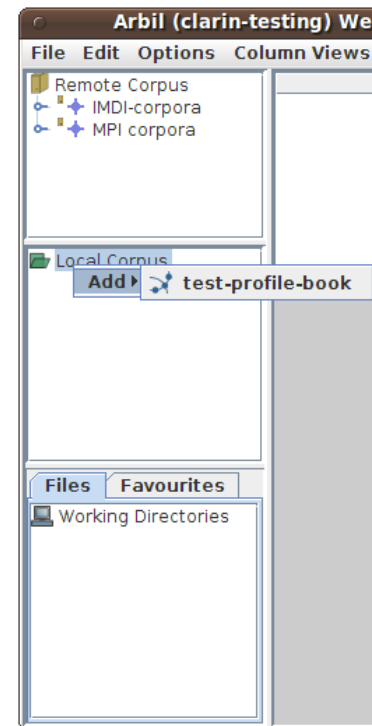 Arbil (clarin-testing) We
File Edit Options Column Views
Remote Corpus
IMDI-corpora
MPI corpora
Local Corpus
Add test-profile-book
Files Favourites
Working Directories